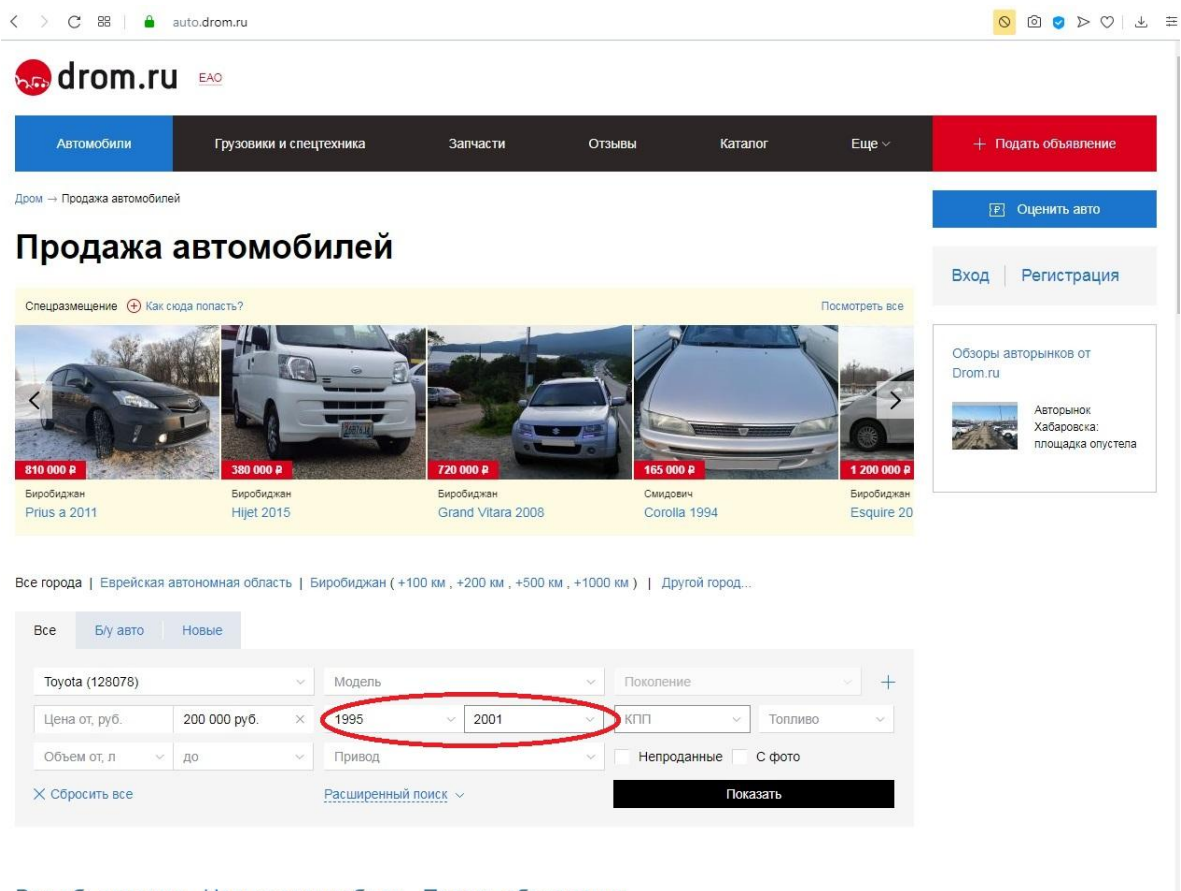 auto.drom.ru
drom.ru ЕАО
Автомобили Грузовики и спецтехника Запчасти Отзывы Каталог Еще + Подать объявление
Дром → Продажа автомобилей
Оценить авто
Продажа автомобилей
Вход Регистрация
Спецразмещение Как сюда попасть? Посмотреть все
810 000 ₽ 380 000 ₽ 720 000 ₽ 165 000 ₽ 1 200 000 ₽
Биробиджан Биробиджан Биробиджан Смидович Биробиджан
Prius a 2011 Hijet 2015 Grand Vitara 2008 Corolla 1994 Esquire 20
Обзоры авторынков от
Drom.ru
Авторынок
Хабаровска:
площадка опустела
Все города | Еврейская автономная область | Биробиджан ( +100 км , +200 км , +500 км , +1000 км ) | Другой город...
Все Б/у авто Новые
Toyota (128078) Модель Поколение +
Цена от, руб. 200 000 руб. × 1995 2001 КПП Топливо
Объем от, л до Привод Непроданные С фото
× Сбросить все Расширенный поиск Показать